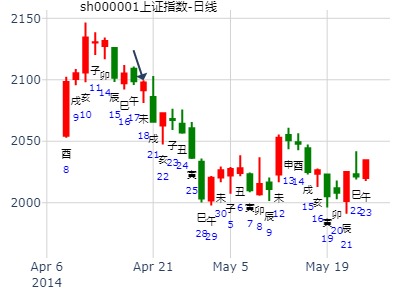 sh000001上证指数-日线
2150
2100
2050
2000
酉
8
戌
9
亥
10
子
11
卯
14
辰
15
巳
16
午
17
未
18
戌
21
亥
22
子
23
丑
24
寅
25
巳
28
午
29
未
30
子
5
丑
6
寅
7
卯
8
辰
9
未
12
申
13
酉
14
戌
15
亥
16
寅
19
卯
20
辰
21
巳
22
午
23
Apr 6
2014
Apr 21
May 5
May 19